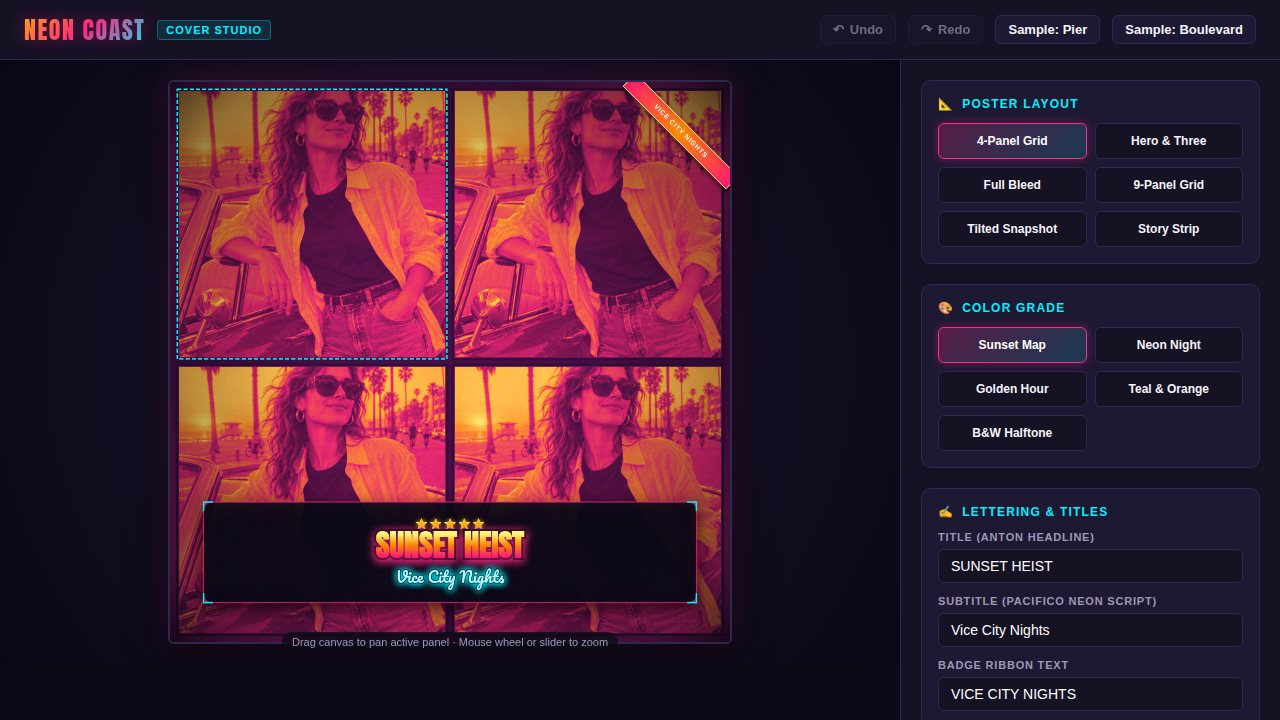 NEON COAST
COVER STUDIO
↶ Undo
↷ Redo
Sample: Pier
Sample: Boulevard
VICE CITY NIGHTS
★★★★★
SUNSET HEIST
Vice City Nights
Drag canvas to pan active panel · Mouse wheel or slider to zoom
POSTER LAYOUT
4-Panel Grid
Hero & Three
Full Bleed
9-Panel Grid
Tilted Snapshot
Story Strip
COLOR GRADE
Sunset Map
Neon Night
Golden Hour
Teal & Orange
B&W Halftone
LETTERING & TITLES
TITLE (ANTON HEADLINE)
SUNSET HEIST
SUBTITLE (PACIFICO NEON SCRIPT)
Vice City Nights
BADGE RIBBON TEXT
VICE CITY NIGHTS